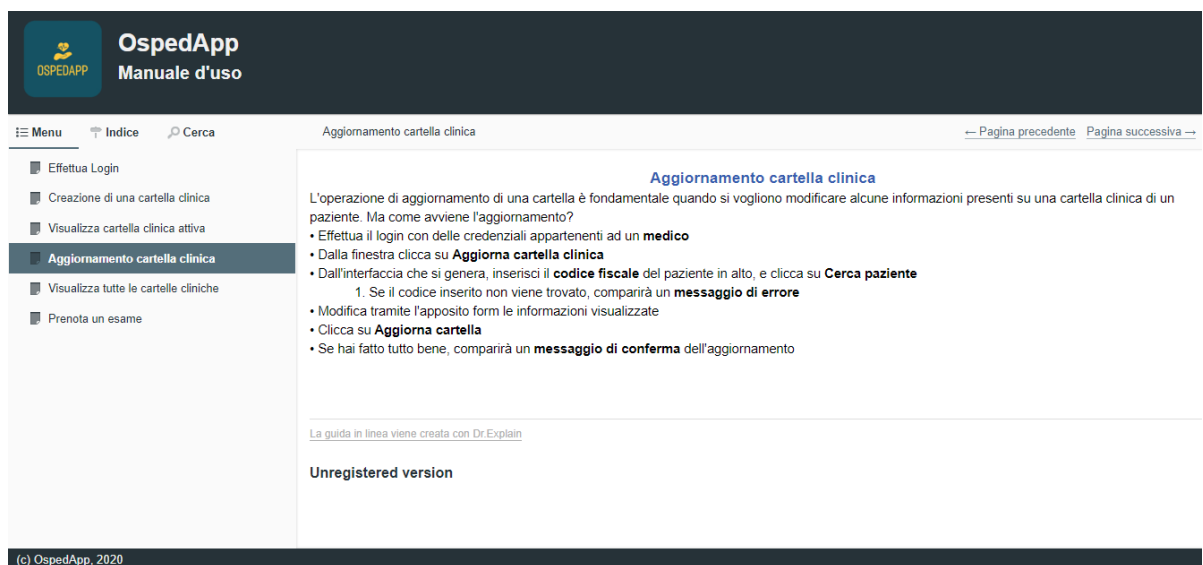 OSPEDAPP
OspedApp
Manuale d'uso
Menu
Indice
Cerca
Aggiornamento cartella clinica
← Pagina precedente Pagina successiva →
Effettua Login
Creazione di una cartella clinica
Visualizza cartella clinica attiva
Aggiornamento cartella clinica
Visualizza tutte le cartelle cliniche
Prenota un esame
Aggiornamento cartella clinica
L'operazione di aggiornamento di una cartella è fondamentale quando si vogliono modificare alcune informazioni presenti su una cartella clinica di un
paziente. Ma come avviene l'aggiornamento?
• Effettua il login con delle credenziali appartenenti ad un medico
• Dalla finestra clicca su Aggiorna cartella clinica
• Dall'interfaccia che si genera, inserisci il codice fiscale del paziente in alto, e clicca su Cerca paziente
1. Se il codice inserito non viene trovato, comparirà un messaggio di errore
• Modifica tramite l'apposito form le informazioni visualizzate
• Clicca su Aggiorna cartella
• Se hai fatto tutto bene, comparirà un messaggio di conferma dell'aggiornamento
La guida in linea viene creata con Dr.Explain
Unregistered version
(c) OspedApp, 2020